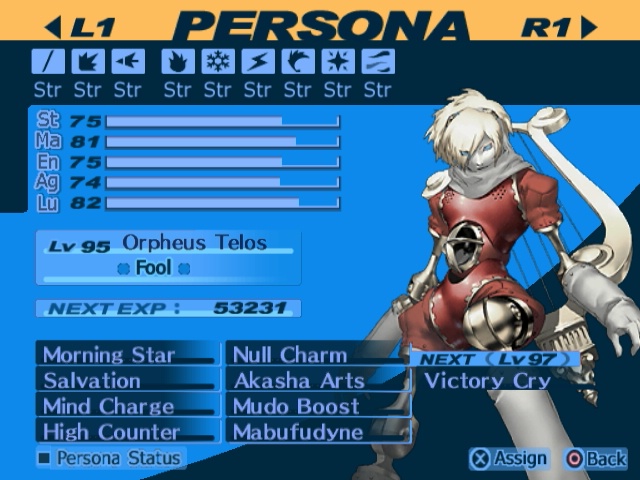 L1 PERSONA R1
Str Str Str Str Str Str Str Str Str
St 75
Ma 81
En 75
Ag 74
Lu 82
Lv 95 Orpheus Telos
Fool
NEXT EXP : 53231
Morning Star Null Charm NEXT (Lv97)
Salvation Akasha Arts Victory Cry
Mind Charge Mudo Boost
High Counter Mabufudyne
Persona Status X Assign O Back